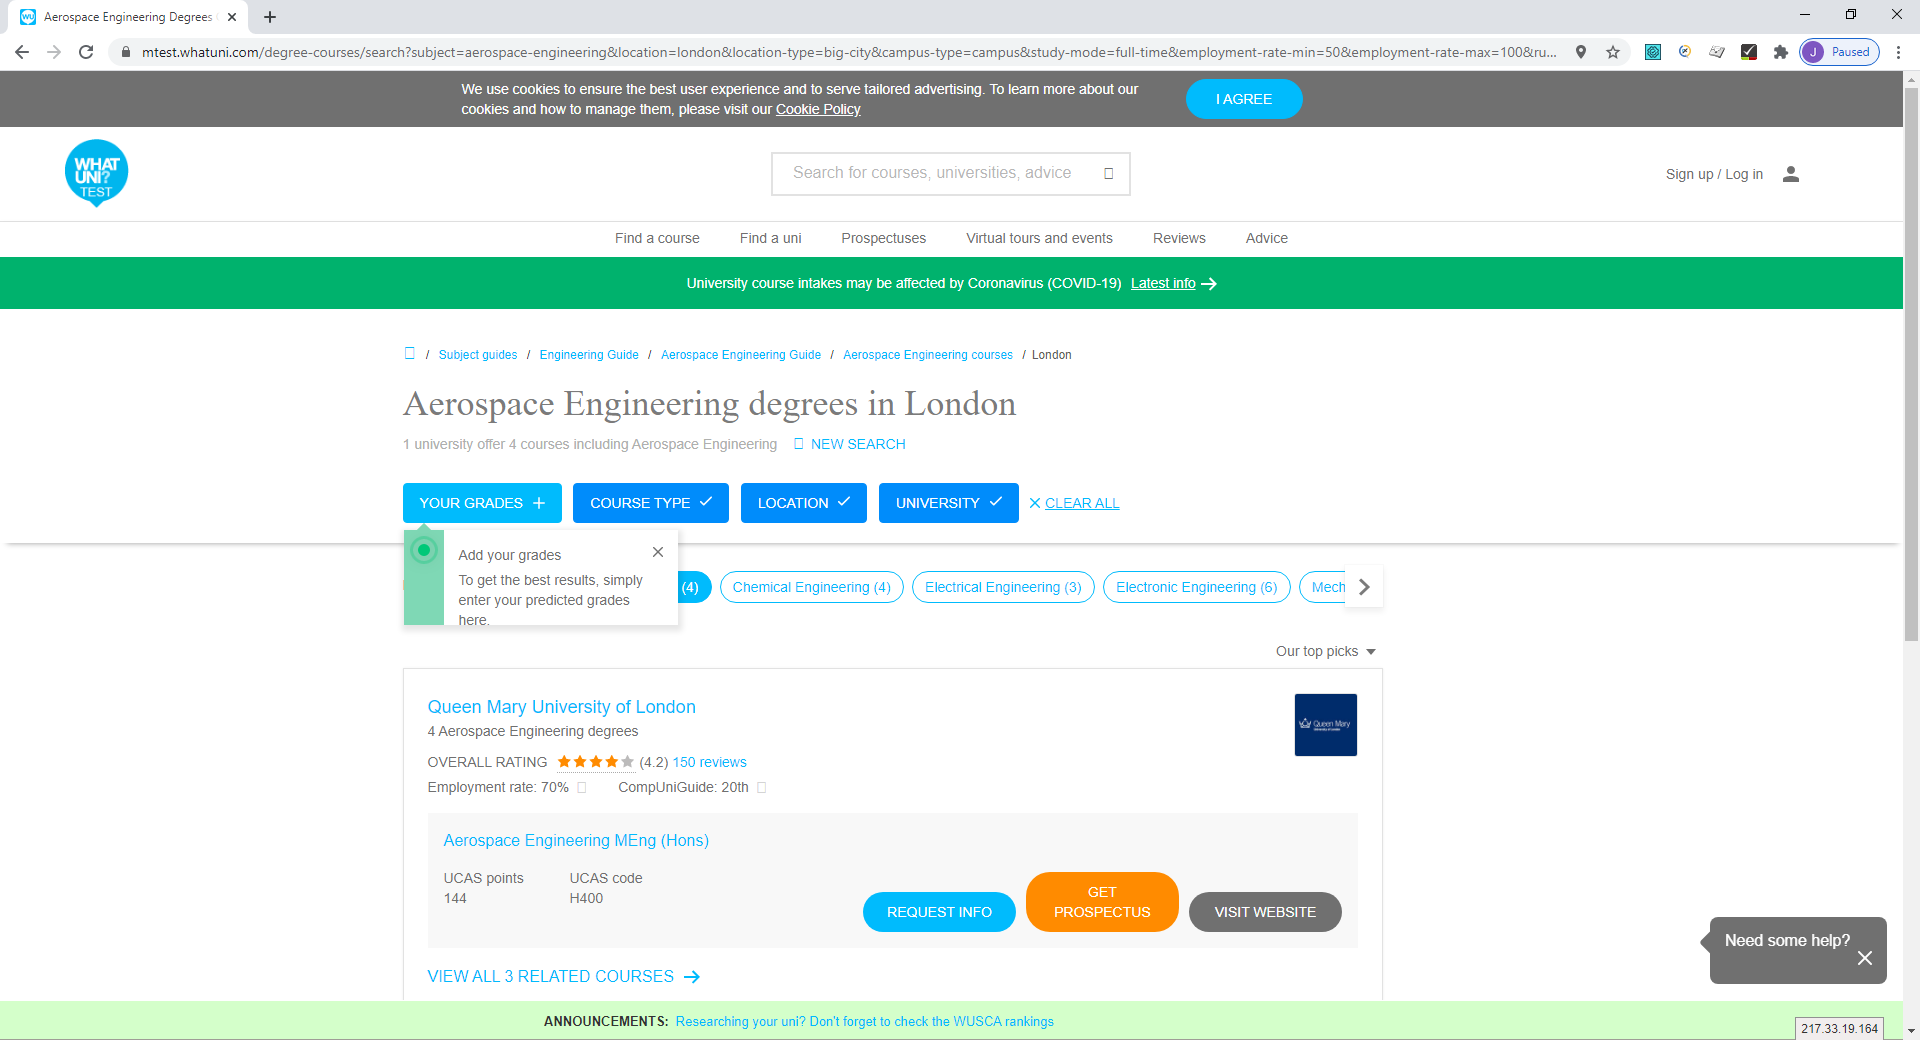 Aerospace Engineering Degrees
mtest.whatuni.com/degree-courses/search?subject=aerospace-engineering&location=london&location-type=big-city&campus-type=campus&study-mode=full-time&employment-rate-min=50&employment-rate-max=100&ru...
J Paused
We use cookies to ensure the best user experience and to serve tailored advertising. To learn more about our
cookies and how to manage them, please visit our Cookie Policy
I AGREE
WHAT
UNI?
TEST
Search for courses, universities, advice
Sign up / Log in
Find a course Find a uni Prospectuses Virtual tours and events Reviews Advice
University course intakes may be affected by Coronavirus (COVID-19) Latest info
/ Subject guides / Engineering Guide / Aerospace Engineering Guide / Aerospace Engineering courses / London
Aerospace Engineering degrees in London
1 university offer 4 courses including Aerospace Engineering NEW SEARCH
YOUR GRADES COURSE TYPE LOCATION UNIVERSITY CLEAR ALL
Add your grades
To get the best results, simply
enter your predicted grades
here.
(4) Chemical Engineering (4) Electrical Engineering (3) Electronic Engineering (6) Mech
Our top picks
Queen Mary University of London
Queen Mary
University of London
4 Aerospace Engineering degrees
OVERALL RATING (4.2) 150 reviews
Employment rate: 70% CompUniGuide: 20th
Aerospace Engineering MEng (Hons)
UCAS points UCAS code
144 H400
REQUEST INFO
GET
PROSPECTUS
VISIT WEBSITE
VIEW ALL 3 RELATED COURSES
Need some help?
ANNOUNCEMENTS: Researching your uni? Don't forget to check the WUSCA rankings
217.33.19.164